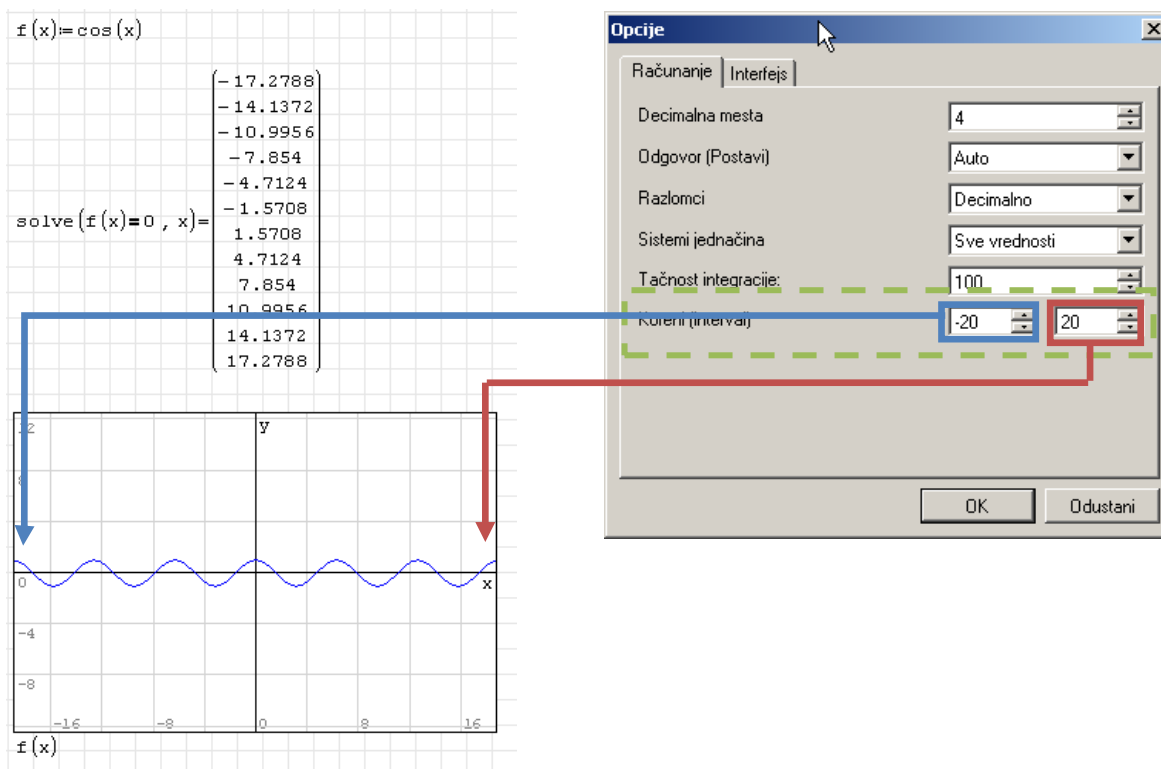 f(x):=cos(x)
solve(f(x)=0 , x)=
-17.2788
-14.1372
-10.9956
-7.854
-4.7124
-1.5708
1.5708
4.7124
7.854
10.9956
14.1372
17.2788
12
y
8
0
x
-4
-8
-16
-8
0
8
16
f(x)
Opcije
Računanje
Interfejs
Decimalna mesta
4
Odgovor (Postavi)
Auto
Razlomci
Decimalno
Sistemi jednačina
Sve vrednosti
Tačnost integracije:
100
Koreni (interval)
-20
20
OK
Odustani